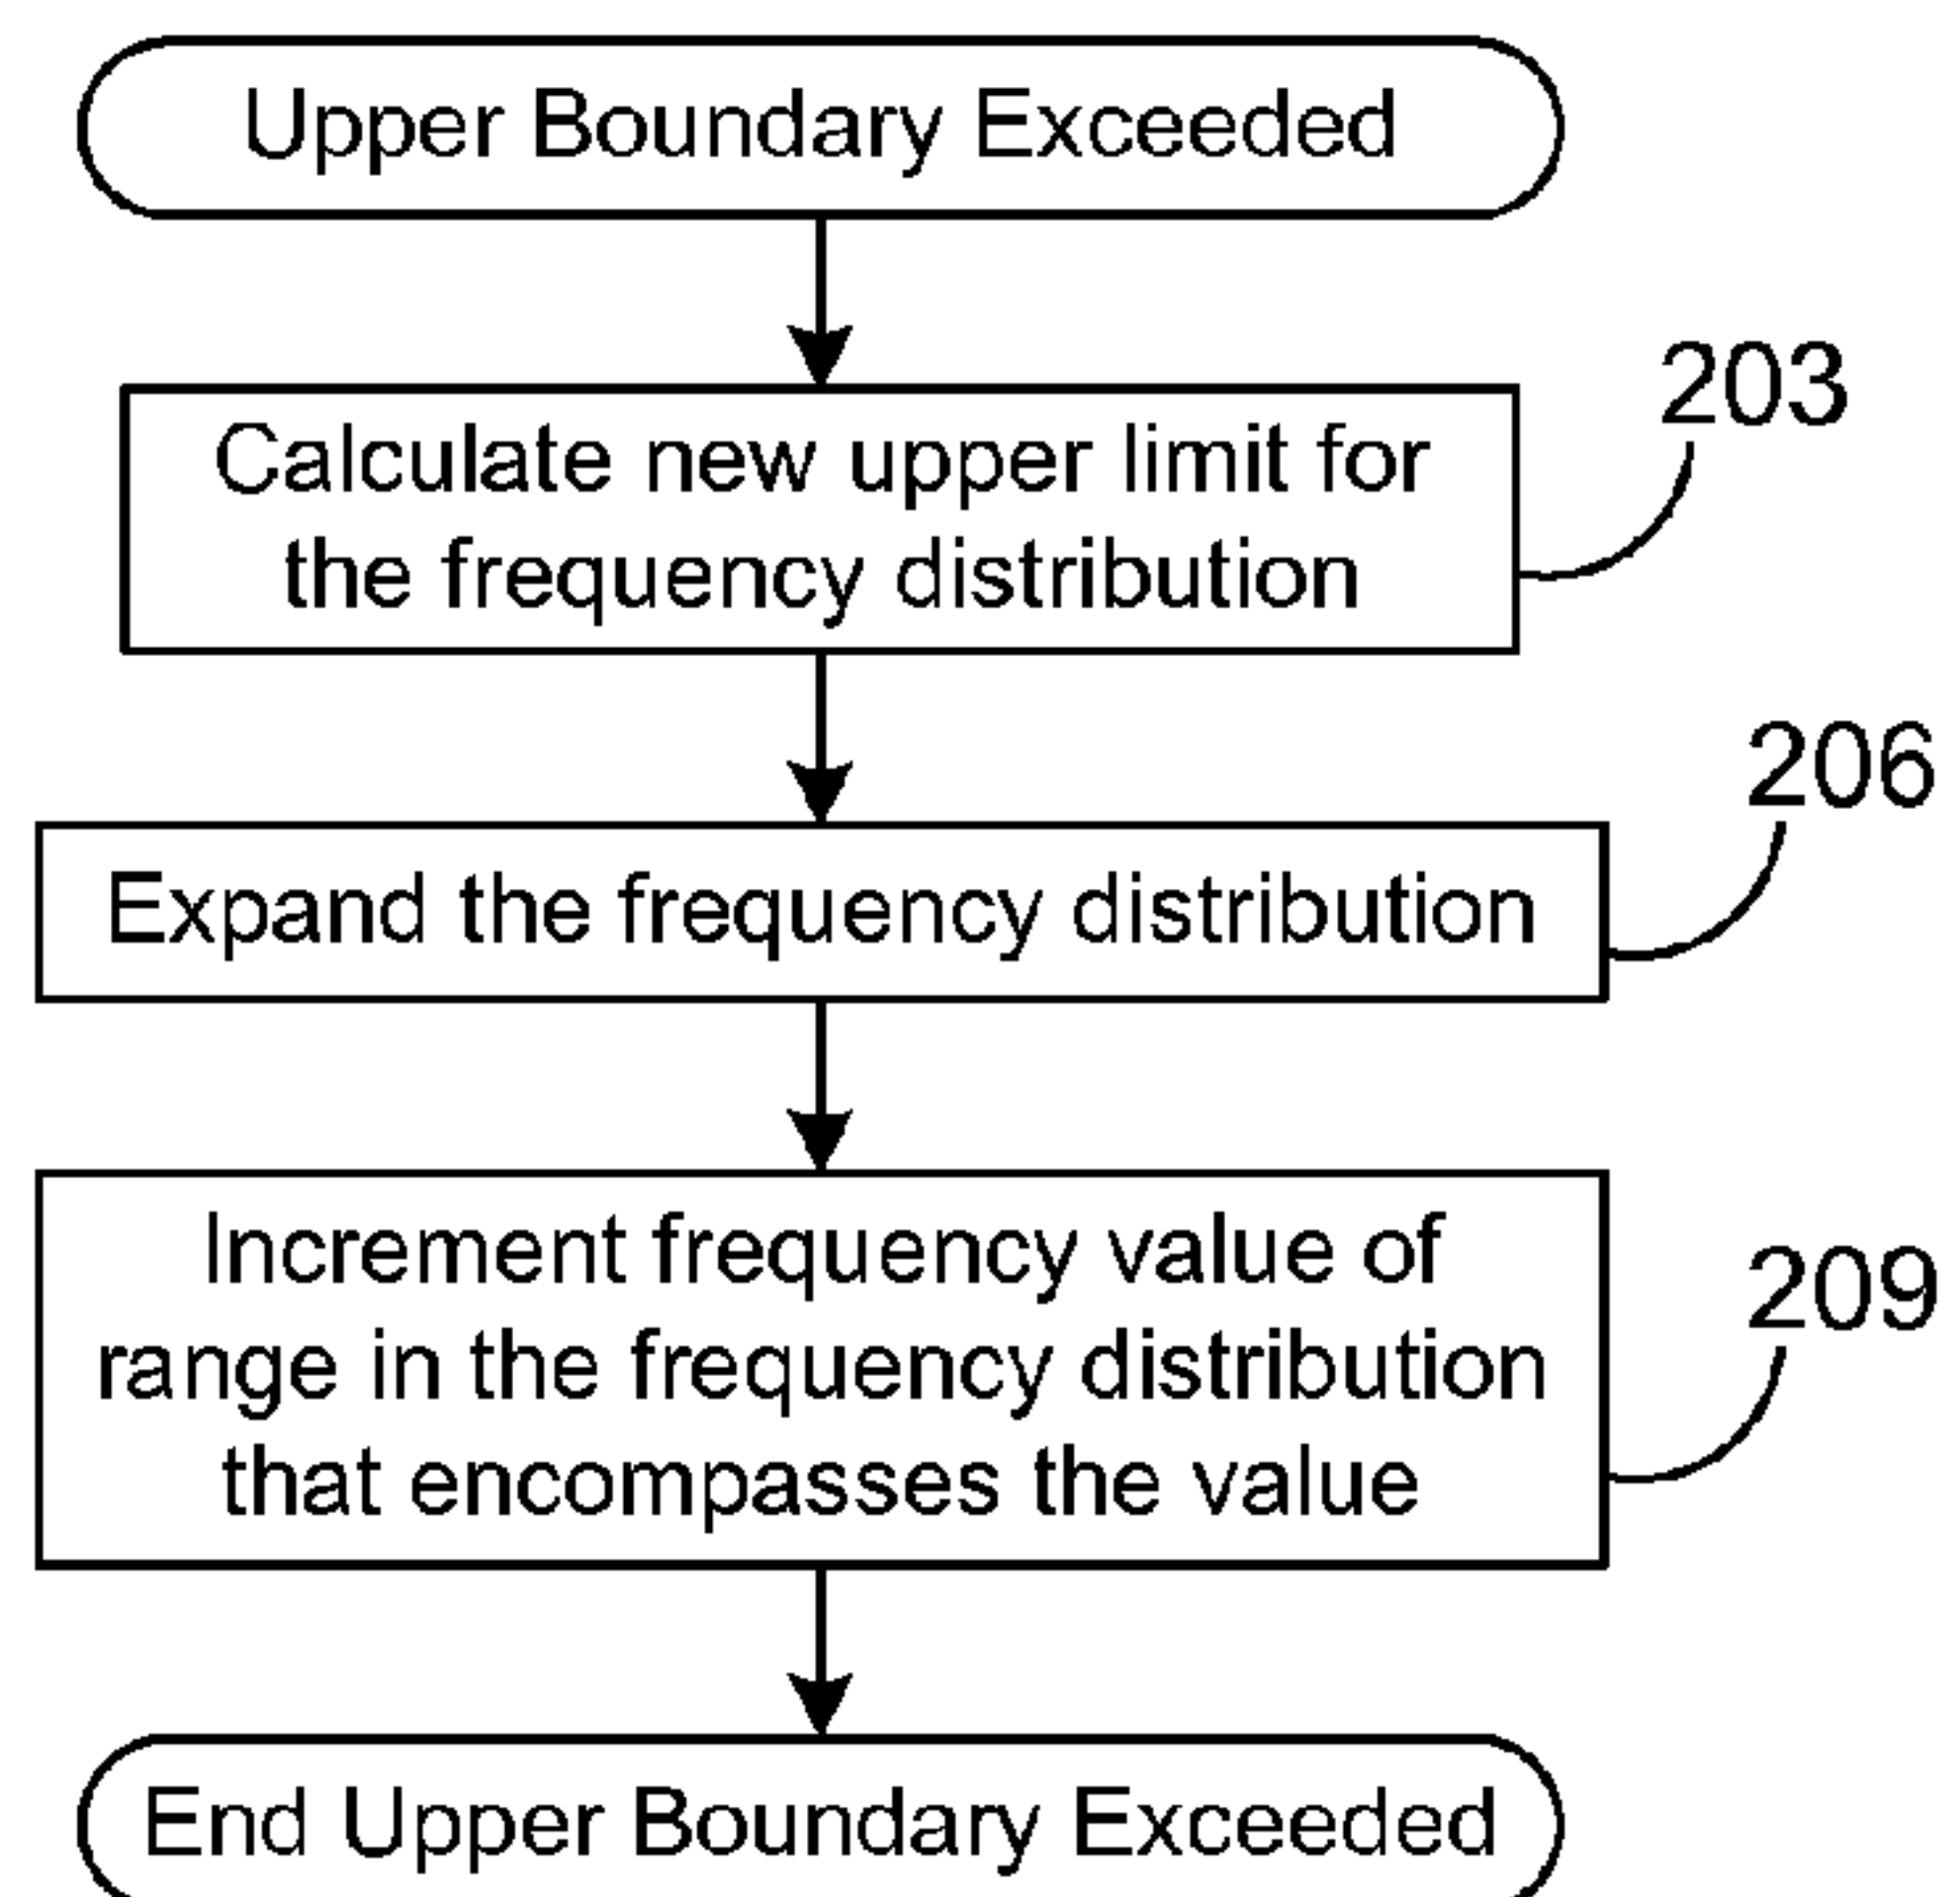 Upper Boundary Exceeded
203
Calculate new upper limit for
the frequency distribution
206
Expand the frequency distribution
209
Increment frequency value of
range in the frequency distribution
that encompasses the value
End Upper Boundary Exceeded